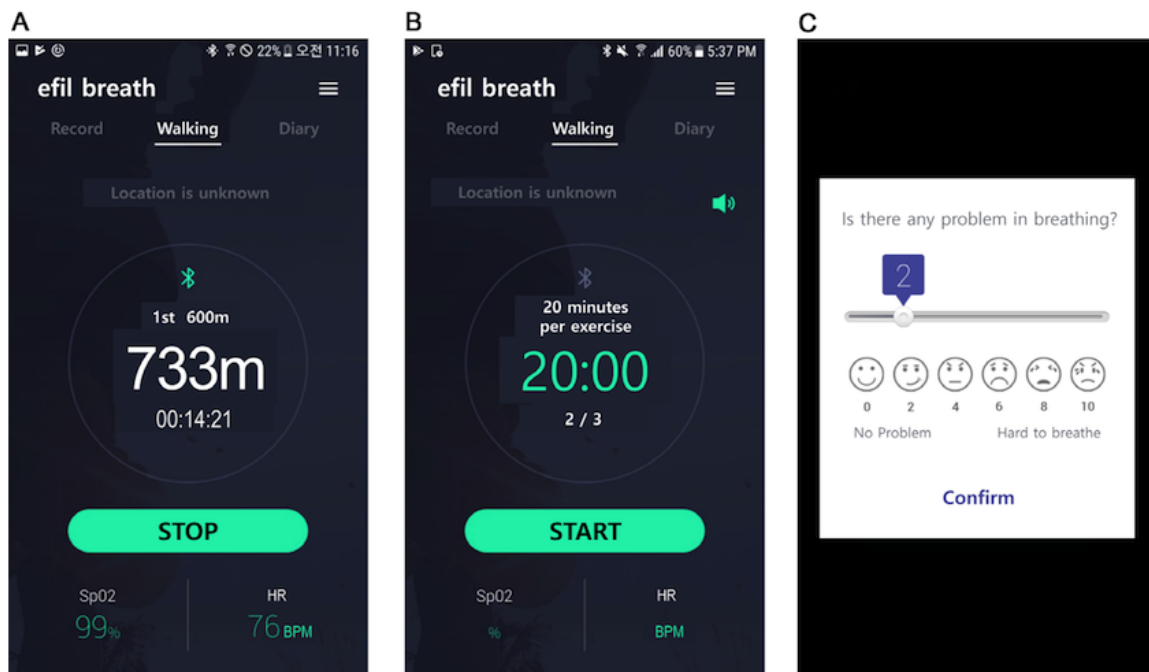 A
22% 오전 11:16
efil breath
Record Walking Diary
Location is unknown
1st 600m
733m
00:14:21
STOP
Sp02 HR
99% 76 BPM
B
60% 5:37 PM
efil breath
Record Walking Diary
Location is unknown
20 minutes
per exercise
20:00
2 / 3
START
Sp02 HR
% BPM
C
Is there any problem in breathing?
2
0 2 4 6 8 10
No Problem Hard to breathe
Confirm